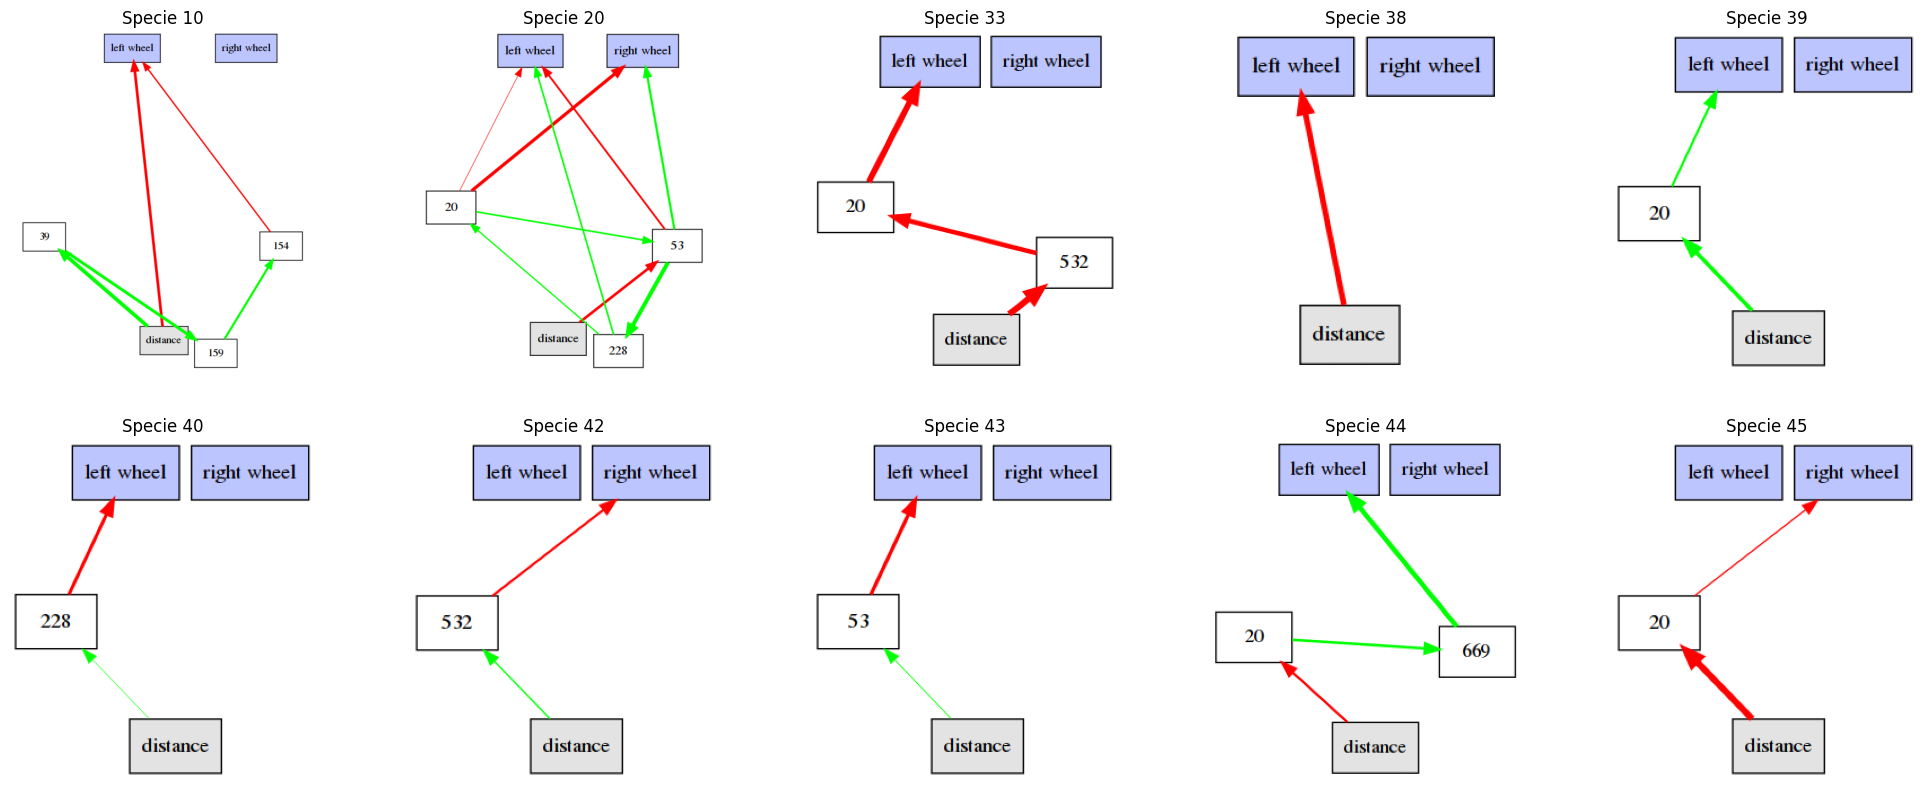 Specie 10
left wheel
right wheel
39
154
distance
159
Specie 20
left wheel
right wheel
20
53
distance
228
Specie 33
left wheel
right wheel
20
532
distance
Specie 38
left wheel
right wheel
distance
Specie 39
left wheel
right wheel
20
distance
Specie 40
left wheel
right wheel
228
distance
Specie 42
left wheel
right wheel
532
distance
Specie 43
left wheel
right wheel
53
distance
Specie 44
left wheel
right wheel
20
669
distance
Specie 45
left wheel
right wheel
20
distance